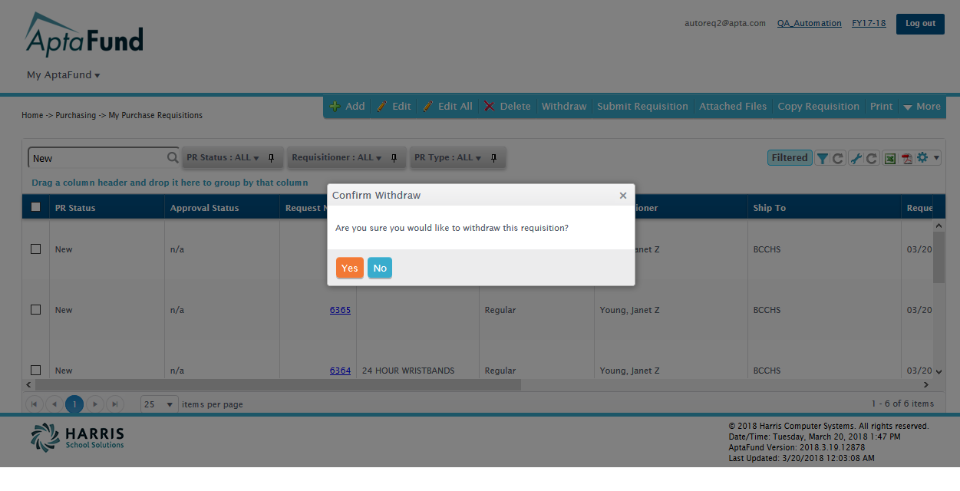 AptaFund
autoreq2@apta.com QA_Automation FY17-18 Log out
My AptaFund
Add Edit Edit All Delete Withdraw Submit Requisition Attached Files Copy Requisition Print More
Home -> Purchasing -> My Purchase Requisitions
New PR Status : ALL Requisitioner : ALL PR Type : ALL Filtered
Drag a column header and drop it here to group by that column
Confirm Withdraw
PR Status Approval Status Request Ship To Reque
Are you sure you would like to withdraw this requisition?
New n/a anet Z BCCHS 03/20
Yes No
New n/a 6365 Regular Young, Janet Z BCCHS 03/20
New n/a 6364 24 HOUR WRISTBANDS Regular Young, Janet Z BCCHS 03/20
1 25 items per page 1 - 6 of 6 items
HARRIS
School Solutions
© 2018 Harris Computer Systems. All rights reserved.
Date/Time: Tuesday, March 20, 2018 1:47 PM
AptaFund Version: 2018.3.19.12878
Last Updated: 3/20/2018 12:03:08 AM